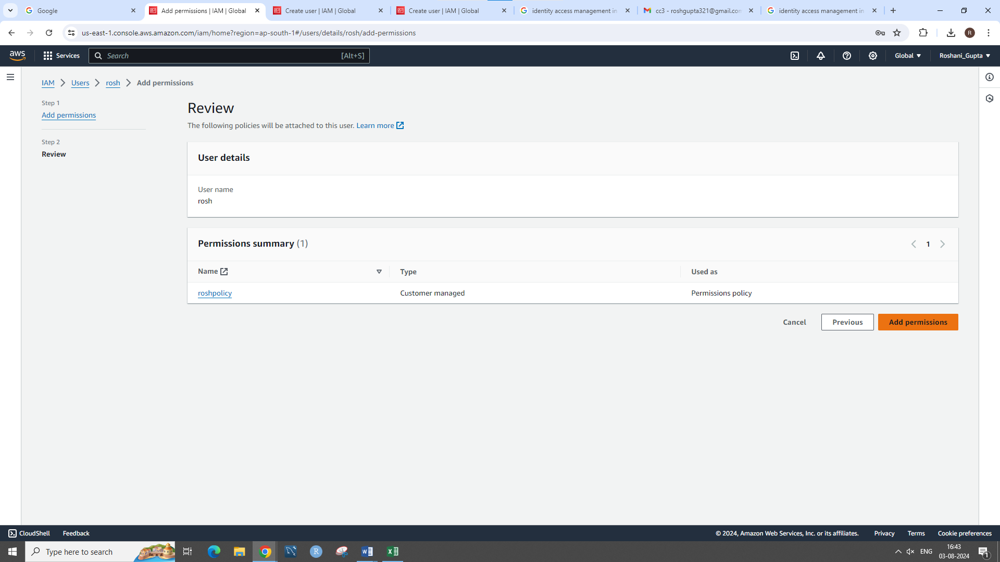 Google
Add permissions | IAM | Global
Create user | IAM | Global
Create user | IAM | Global
identity access management in
cc3 - roshgupta321@gmail.com
identity access management in
us-east-1.console.aws.amazon.com/iam/home?region=ap-south-1#/users/details/rosh/add-permissions
R
aws
Services
Search
[Alt+S]
Global
Roshani_Gupta
IAM
Users
rosh
Add permissions
Step 1
Add permissions
Step 2
Review
Review
The following policies will be attached to this user. Learn more
User details
User name
rosh
Permissions summary (1)
1
Name
Type
Used as
roshpolicy
Customer managed
Permissions policy
Cancel
Previous
Add permissions
CloudShell
Feedback
© 2024, Amazon Web Services, Inc. or its affiliates.
Privacy
Terms
Cookie preferences
Type here to search
R
ENG
16:43
03-08-2024
1